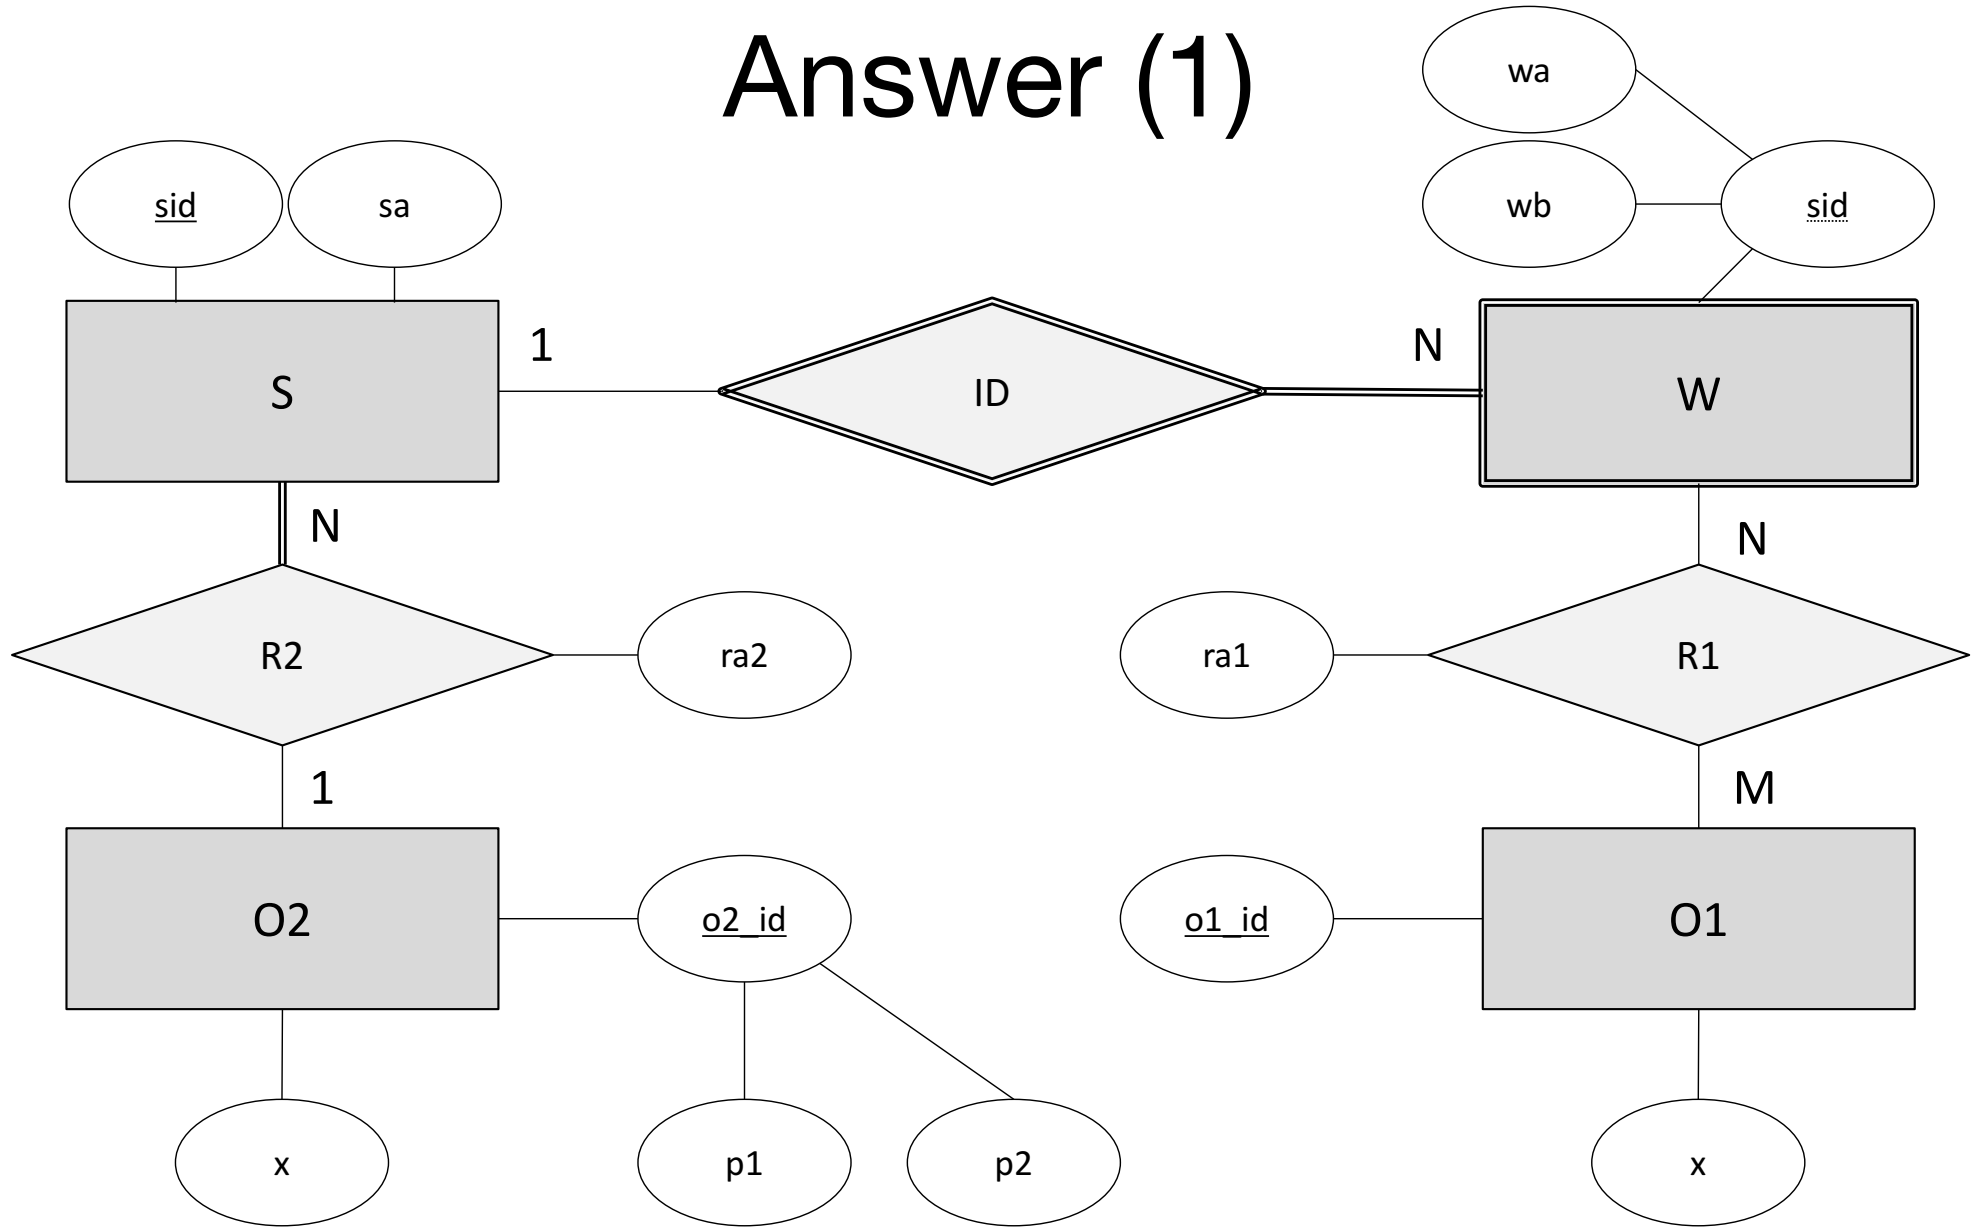 Answer (1)
wa
sid
sa
wb
sid
1
N
S
ID
W
N
N
R2
ra2
ra1
R1
1
M
O2
o2_id
o1_id
O1
x
p1
p2
x